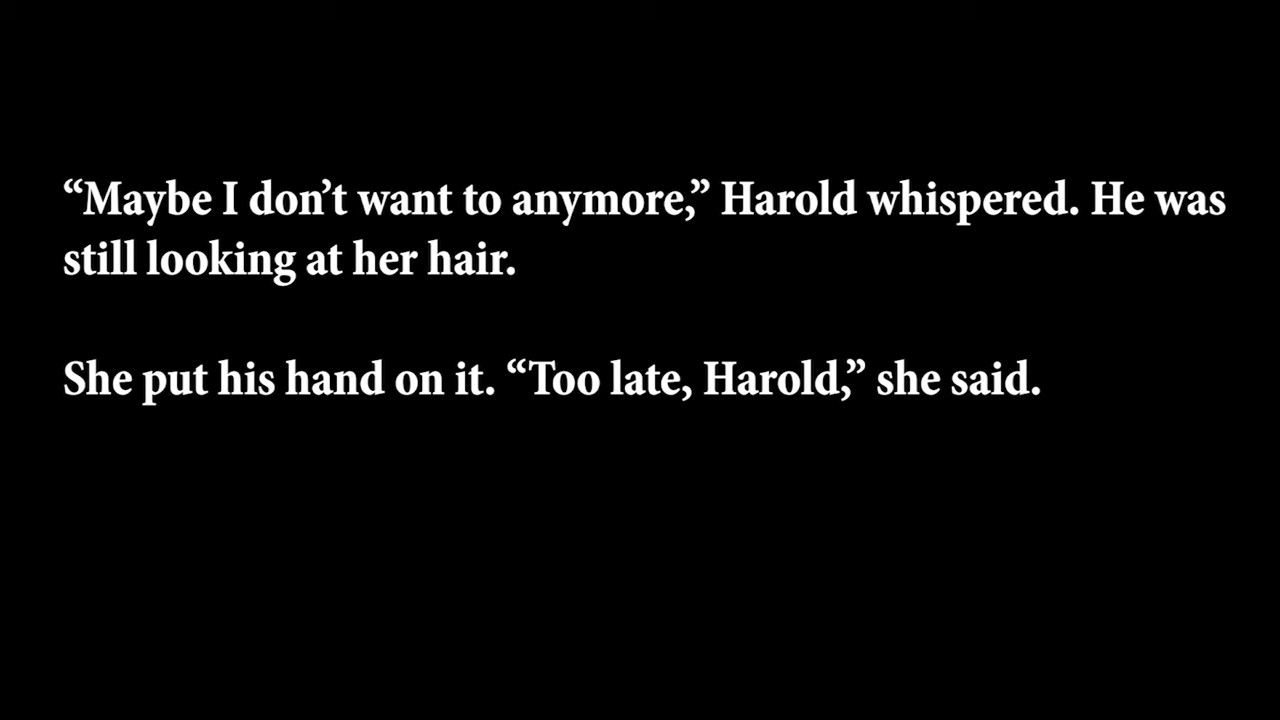 “Maybe I don’t want to anymore,” Harold whispered. He was
still looking at her hair.
She put his hand on it. “Too late, Harold,” she said.